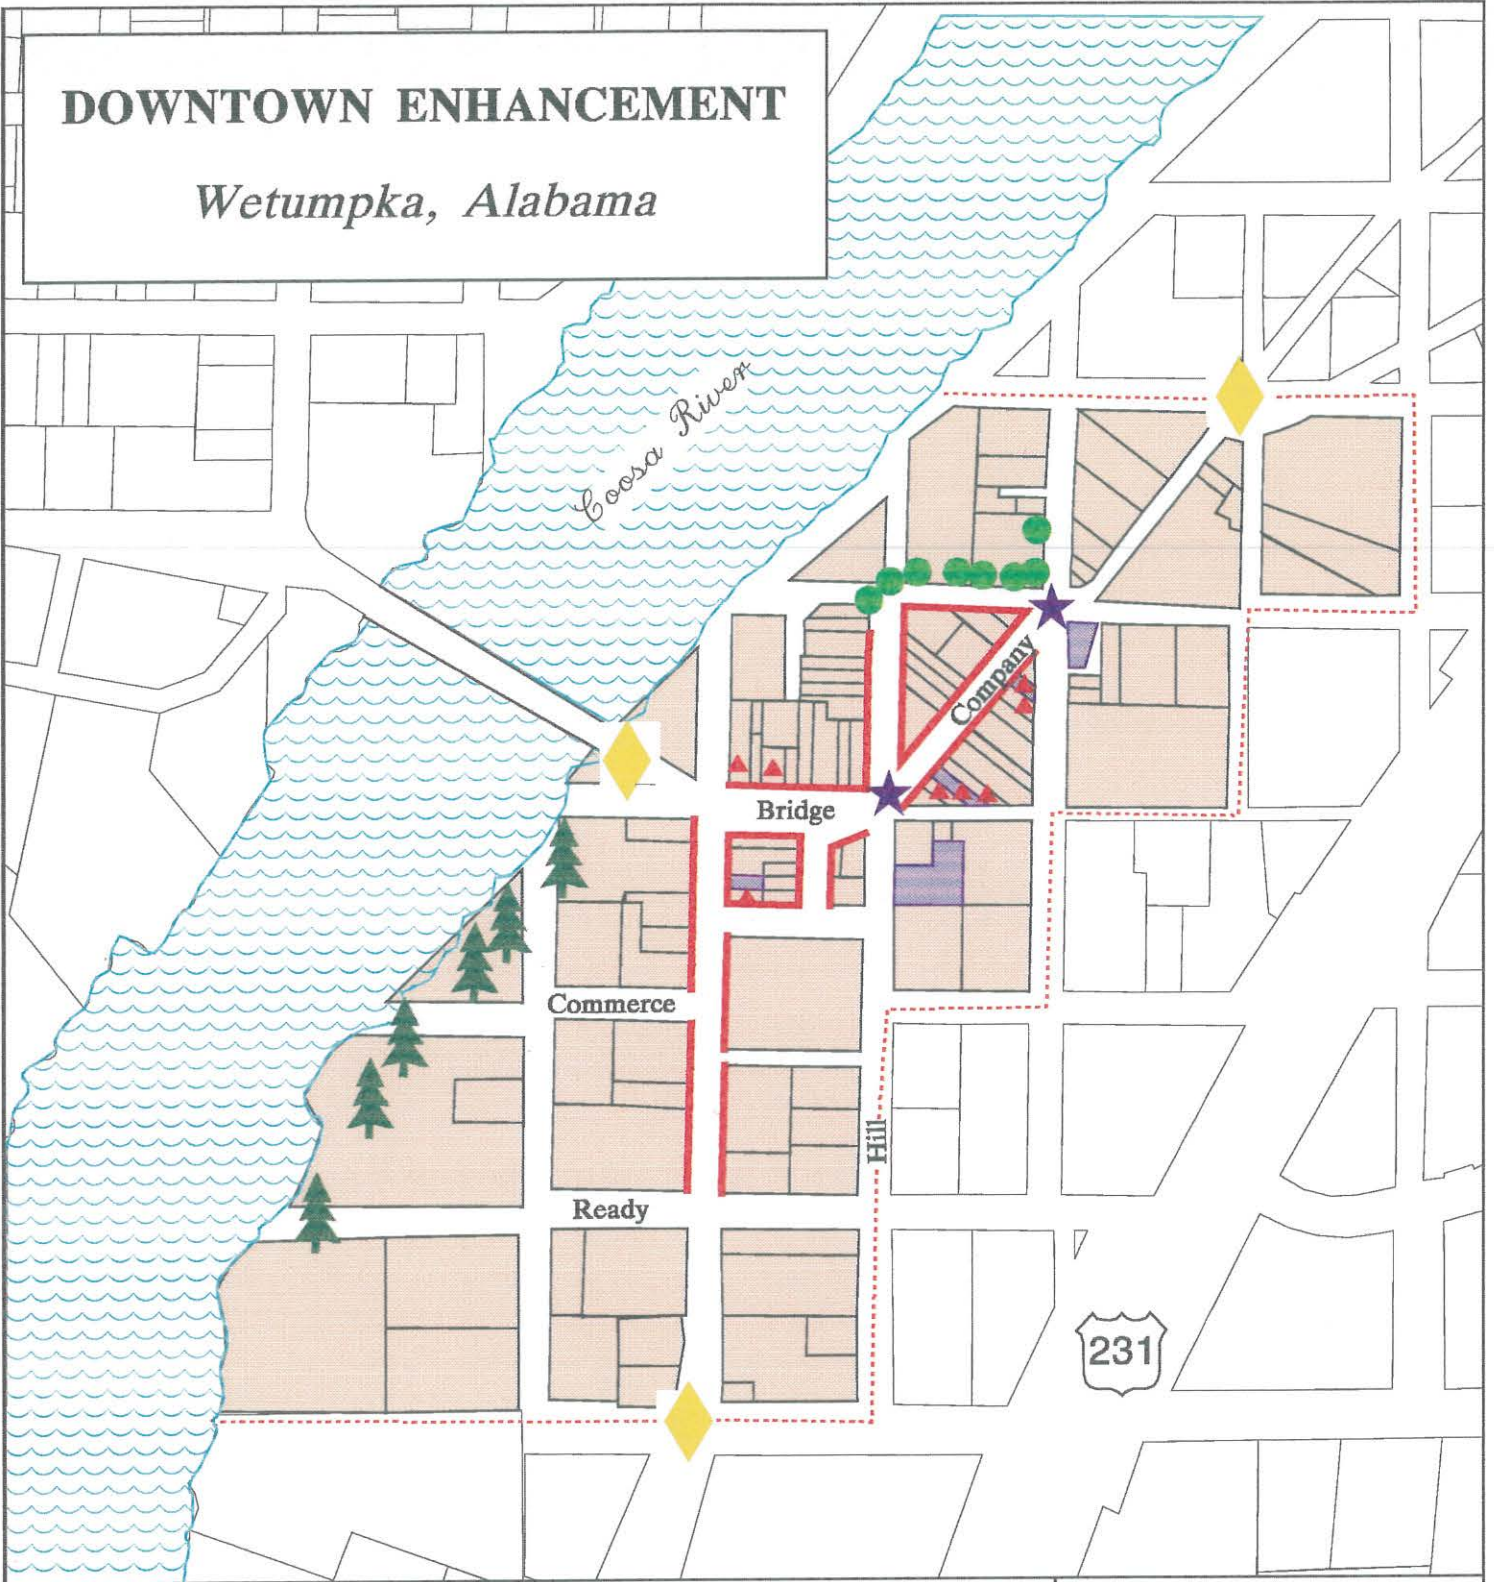 DOWNTOWN ENHANCEMENT
Wetumpka, Alabama
Coosa River
Company
Bridge
Commerce
Hill
Ready
231